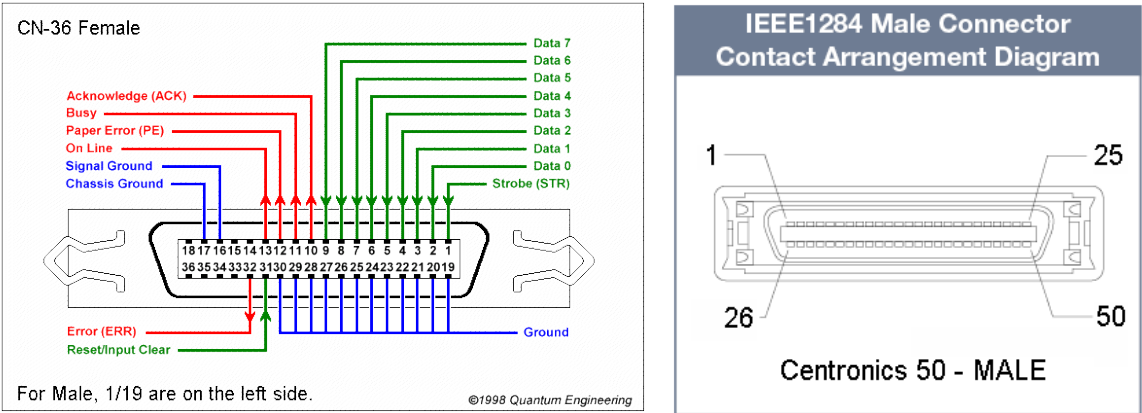 CN-36 Female
Data 7
Data 6
Data 5
Acknowledge (ACK)
Data 4
Busy
Data 3
Paper Error (PE)
Data 2
On Line
Data 1
Signal Ground
Data 0
Chassis Ground
Strobe (STR)
18 17 16 15 14 13 12 11 10 9 8 7 6 5 4 3 2 1
36 35 34 33 32 31 30 29 28 27 26 25 24 23 22 21 20 19
Error (ERR)
Ground
Reset/Input Clear
For Male, 1/19 are on the left side.
©1998 Quantum Engineering
IEEE1284 Male Connector
Contact Arrangement Diagram
1
25
26
50
Centronics 50 - MALE